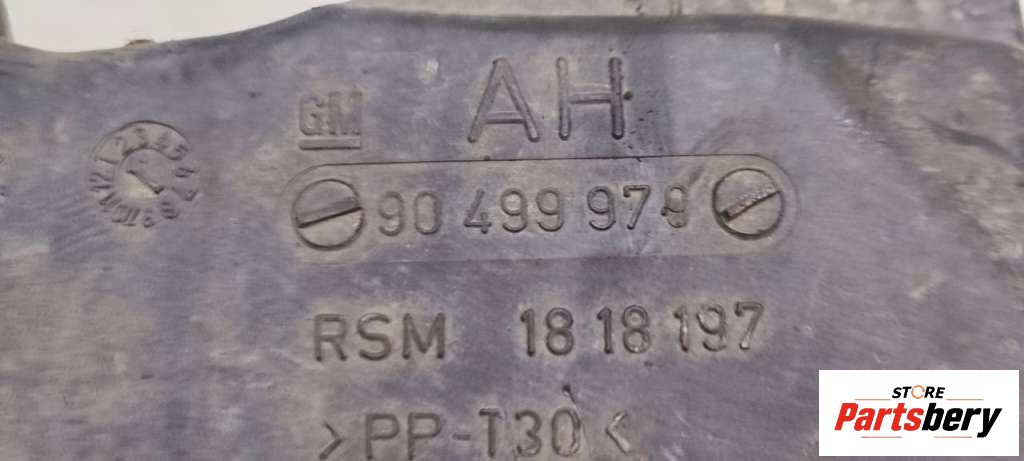 GM
AH
90 499 979
RSM 18 18 197
>PP-T30<
STORE
Partsbery